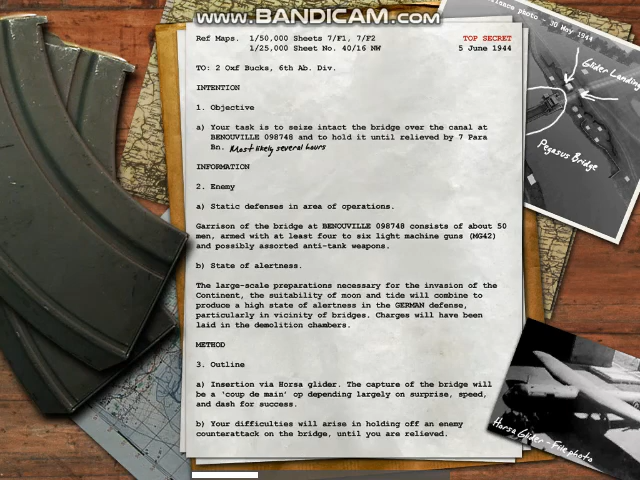 www.BANDICAM.com
Ref Maps. 1/50,000 Sheets 7/F1, 7/F2 TOP SECRET
1/25,000 Sheet No. 40/16 NW 5 June 1944
TO: 2 Oxf Bucks, 6th Ab. Div.
INTENTION
1. Objective
a) Your task is to seize intact the bridge over the canal at
BENOUVILLE 098748 and to hold it until relieved by 7 Para
Bn. Most likely several hours
INFORMATION
2. Enemy
a) Static defenses in area of operations.
Garrison of the bridge at BENOUVILLE 098748 consists of about 50
men, armed with at least four to six light machine guns (MG42)
and possibly assorted anti-tank weapons.
b) State of alertness.
The large-scale preparations necessary for the invasion of the
Continent, the suitability of moon and tide will combine to
produce a high state of alertness in the GERMAN defense,
particularly in vicinity of bridges. Charges will have been
laid in the demolition chambers.
METHOD
3. Outline
a) Insertion via Horsa glider. The capture of the bridge will
be a 'coup de main' op depending largely on surprise, speed,
and dash for success.
b) Your difficulties will arise in holding off an enemy
counterattack on the bridge, until you are relieved.
photo - 30 May 1944
Glider Landing
Pegasus Bridge
Horsa Glider - File photo